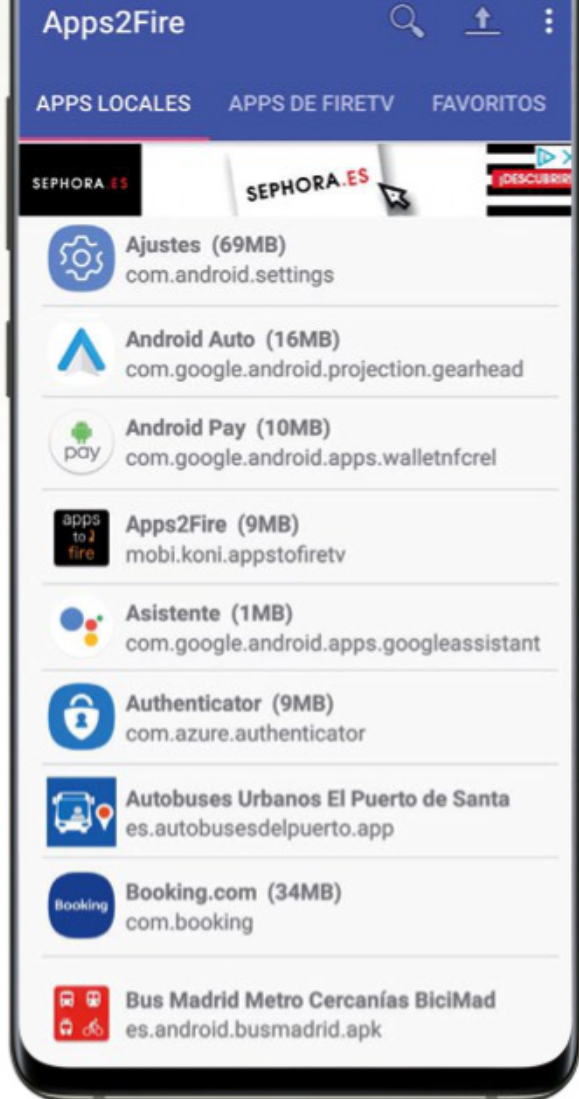 Apps2Fire
APPS LOCALES APPS DE FIRETV FAVORITOS
SEPHORA.ES SEPHORA.ES ¡DESCUBRIR
Ajustes (69MB)
com.android.settings
Android Auto (16MB)
com.google.android.projection.gearhead
pay
Android Pay (10MB)
com.google.android.apps.walletnfcrel
apps
to
fire
Apps2Fire (9MB)
mobi.koni.appstofiretv
Asistente (1MB)
com.google.android.apps.googleassistant
Authenticator (9MB)
com.azure.authenticator
Autobuses Urbanos El Puerto de Santa
es.autobusesdelpuerto.app
Booking
Booking.com (34MB)
com.booking
Bus Madrid Metro Cercanías BiciMad
es.android.busmadrid.apk